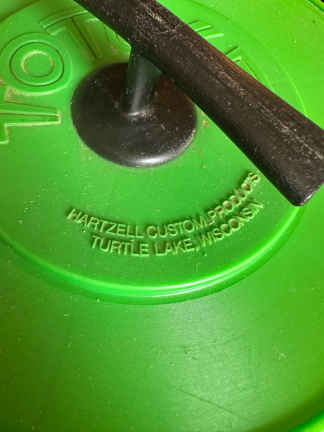 HARTZELL CUSTOM PRODUCTS
TURTLE LAKE, WISCONSIN